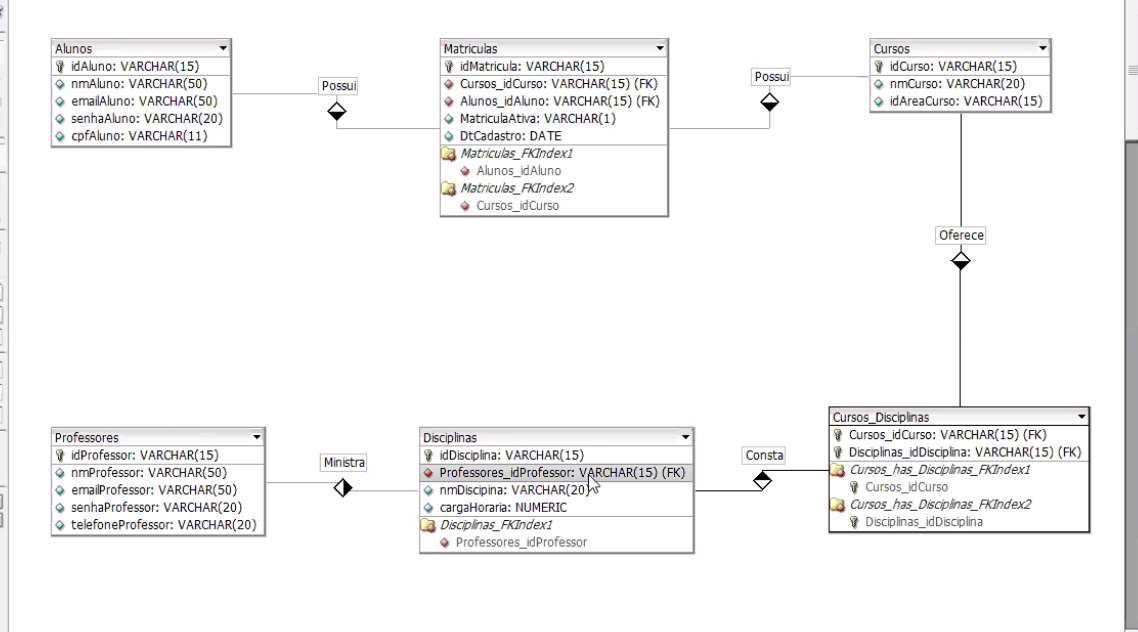 Alunos
idAluno: VARCHAR(15)
nmAluno: VARCHAR(50)
emailAluno: VARCHAR(50)
senhaAluno: VARCHAR(20)
cpfAluno: VARCHAR(11)
Possui
Matriculas
idMatricula: VARCHAR(15)
Cursos_idCurso: VARCHAR(15) (FK)
Alunos_idAluno: VARCHAR(15) (FK)
MatriculaAtiva: VARCHAR(1)
DtCadastro: DATE
Matriculas_FKIndex1
Alunos_idAluno
Matriculas_FKIndex2
Cursos_idCurso
Possui
Cursos
idCurso: VARCHAR(15)
nmCurso: VARCHAR(20)
idAreaCurso: VARCHAR(15)
Oferece
Professores
idProfessor: VARCHAR(15)
nmProfessor: VARCHAR(50)
emailProfessor: VARCHAR(50)
senhaProfessor: VARCHAR(20)
telefoneProfessor: VARCHAR(20)
Ministra
Disciplinas
idDisciplina: VARCHAR(15)
Professores_idProfessor: VARCHAR(15) (FK)
nmDiscipina: VARCHAR(20)
cargaHoraria: NUMERIC
Disciplinas_FKIndex1
Professores_idProfessor
Consta
Cursos_Disciplinas
Cursos_idCurso: VARCHAR(15) (FK)
Disciplinas_idDisciplina: VARCHAR(15) (FK)
Cursos_has_Disciplinas_FKIndex1
Cursos_idCurso
Cursos_has_Disciplinas_FKIndex2
Disciplinas_idDisciplina